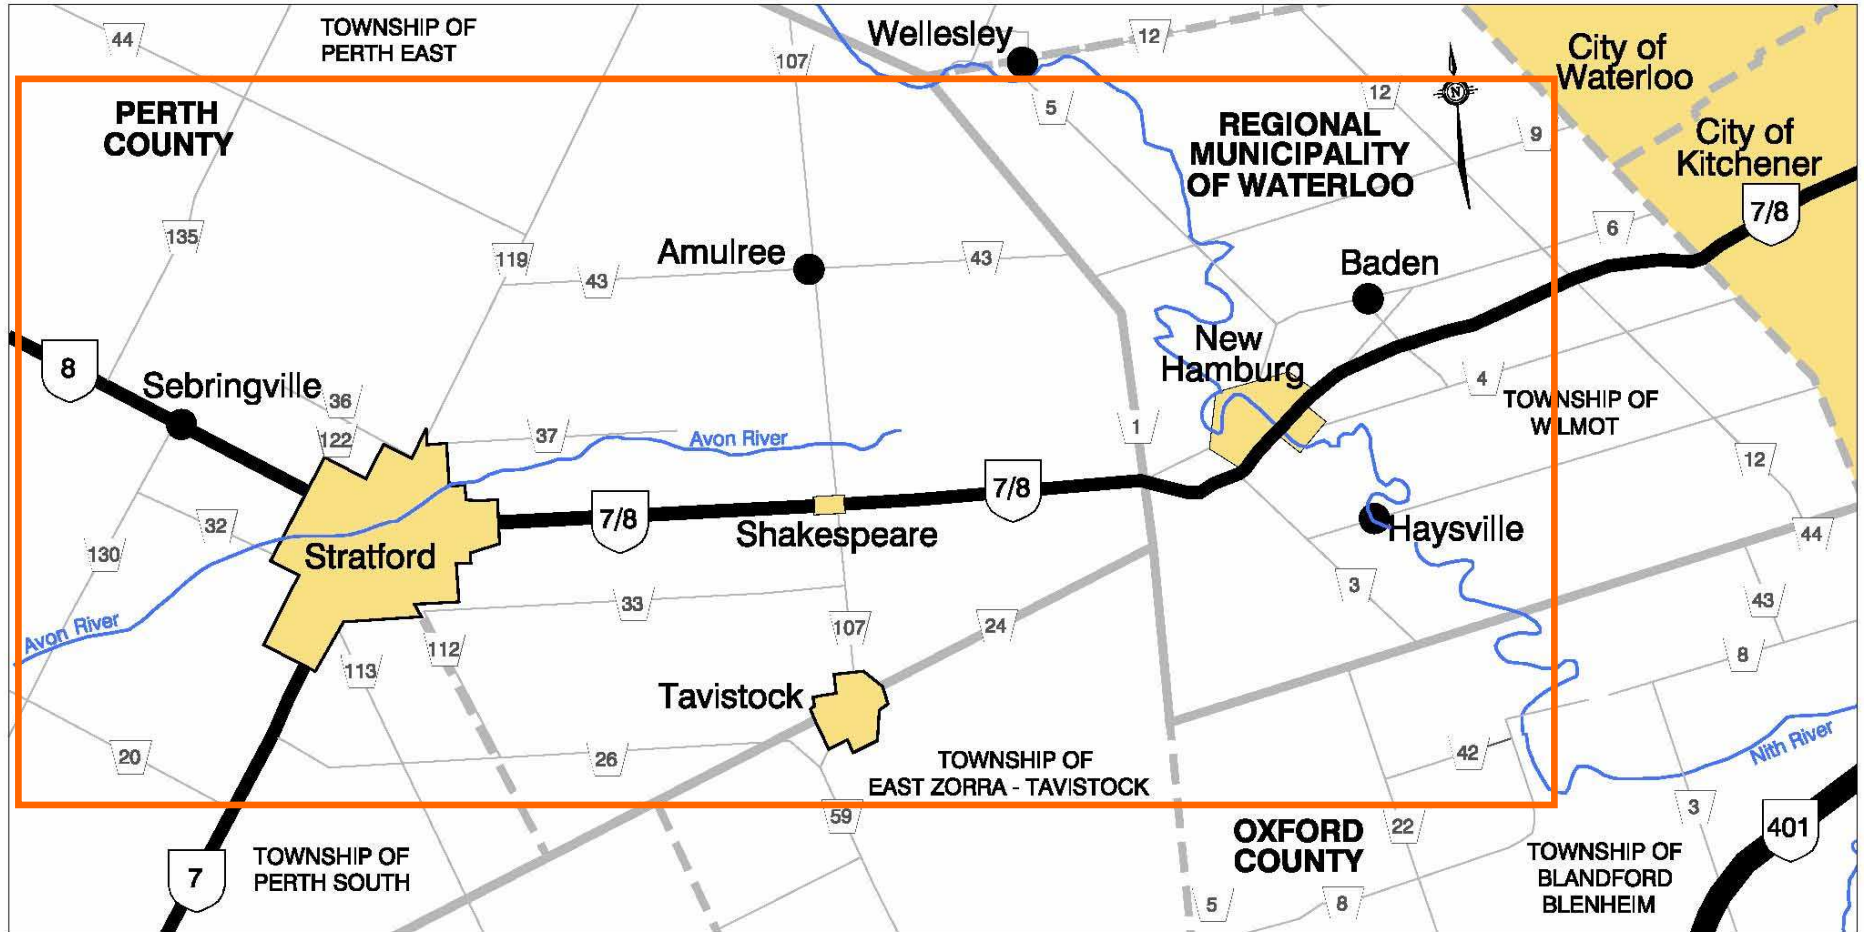 44
TOWNSHIP OF
PERTH EAST
107
Wellesley
12
City of
Waterloo
PERTH
COUNTY
5
12
N
REGIONAL
MUNICIPALITY
OF WATERLOO
9
City of
Kitchener
7/8
135
119
43
Amulree
43
6
Baden
8
Sebringville
36
122
37
Avon River
New
Hamburg
1
4
TOWNSHIP OF
WILMOT
12
32
130
Stratford
7/8
Shakespeare
7/8
Haysville
44
Avon River
33
107
24
3
43
113
112
8
Tavistock
20
26
TOWNSHIP OF
EAST ZORRA - TAVISTOCK
42
Nith River
59
OXFORD
COUNTY
22
3
401
7
TOWNSHIP OF
PERTH SOUTH
5
8
TOWNSHIP OF
BLANDFORD
BLENHEIM